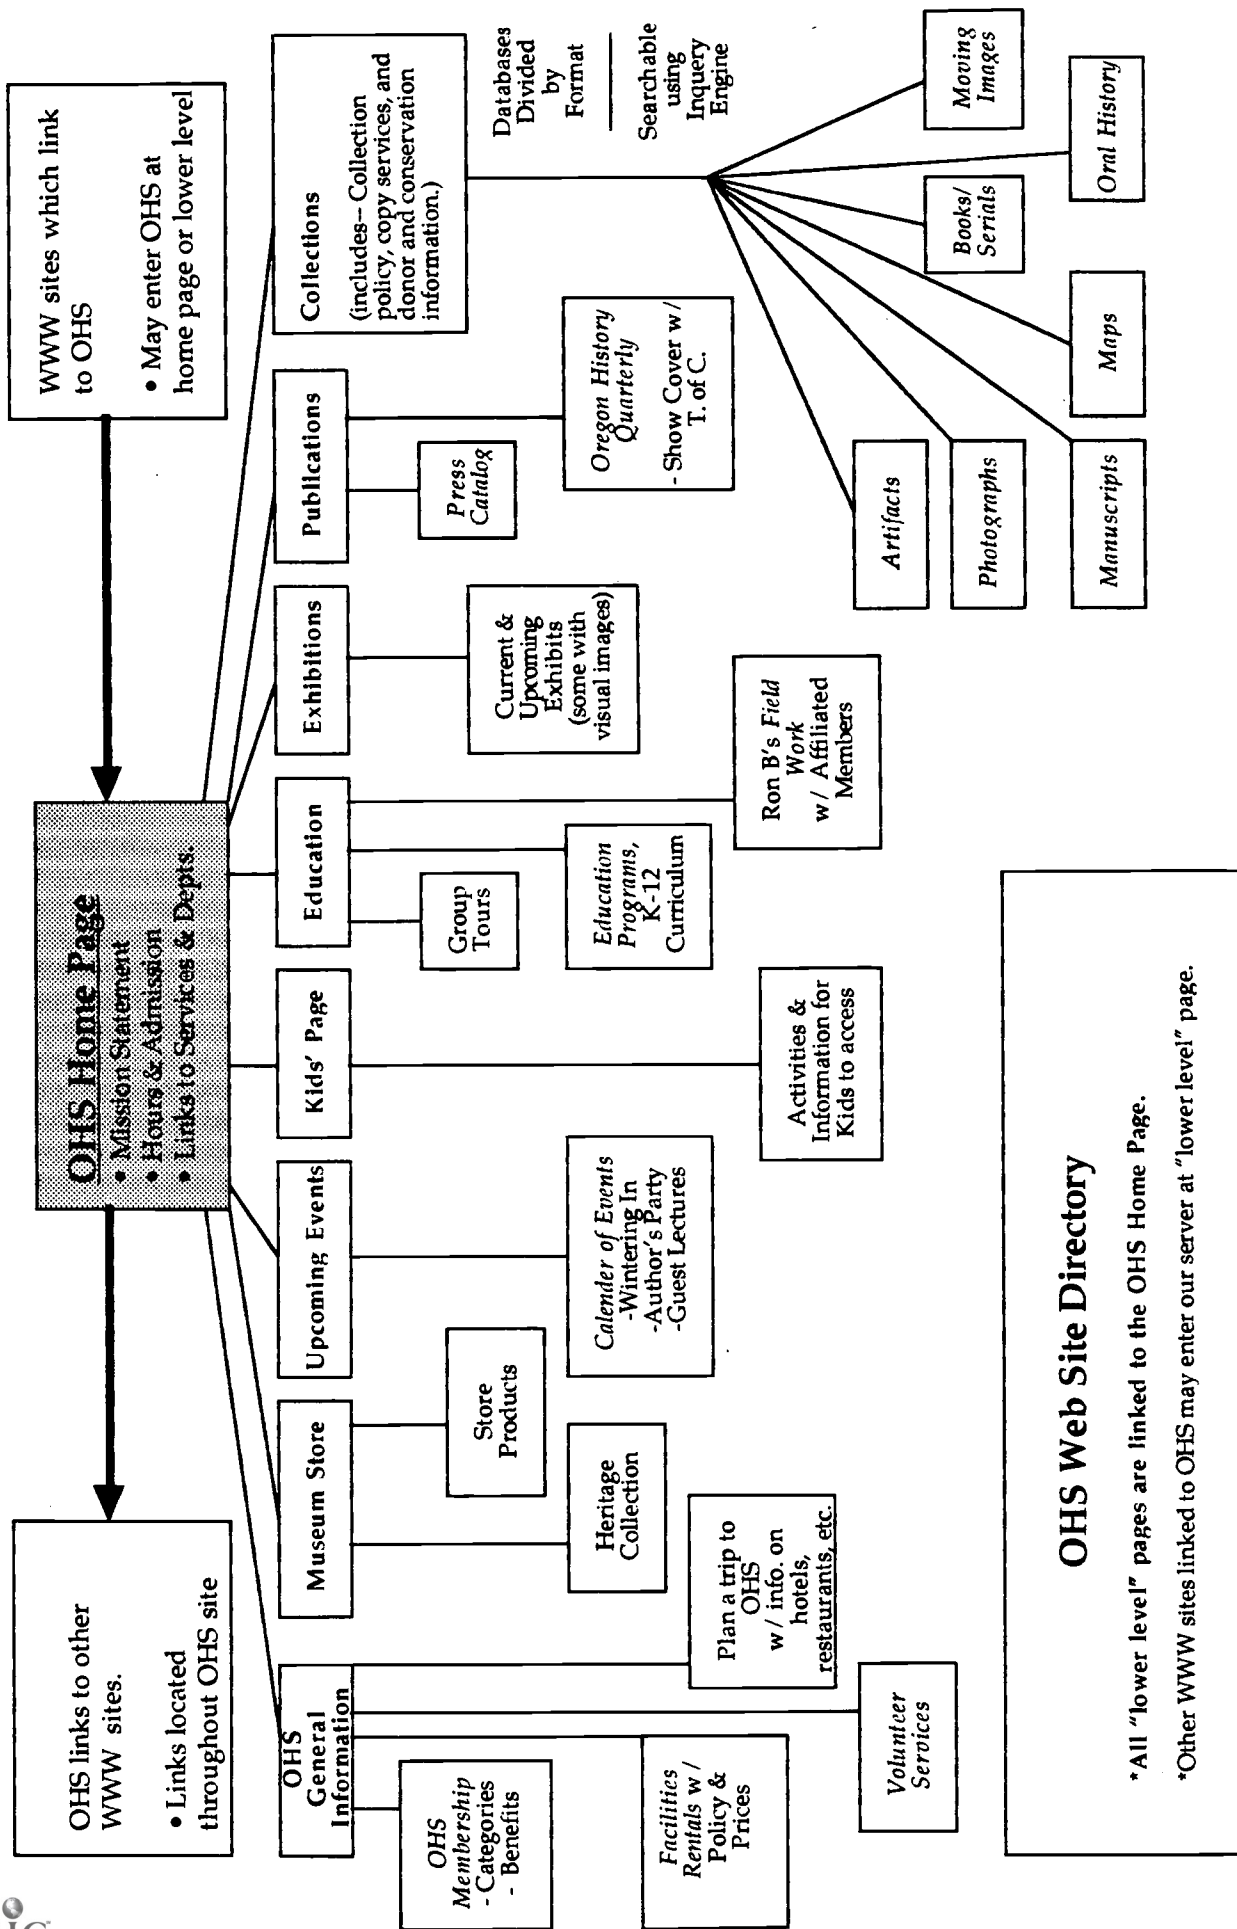 OHS links to other
WWW sites.
• Links located
throughout OHS site
OHS Home Page
• Mission Statement
• Hours & Admission
• Links to Services & Depts.
WWW sites which link
to OHS
• May enter OHS at
home page or lower level
OHS
General
Information
Museum Store
Upcoming Events
Kids' Page
Education
Exhibitions
Publications
Collections
(includes-- Collection
policy, copy services, and
donor and conservation
information.)
OHS
Membership
- Categories
- Benefits
Facilities
Rentals w/
Policy &
Prices
Volunteer
Services
Plan a trip to
OHS
w/ info. on
hotels,
restaurants, etc.
Heritage
Collection
Store
Products
Calender of Events
-Wintering In
-Author's Party
-Guest Lectures
Activities &
Information for
Kids to access
Group
Tours
Education
Programs,
K-12
Curriculum
Ron B's Field
Work
w/ Affiliated
Members
Current &
Upcoming
Exhibits
(some with
visual images)
Press
Catalog
Oregon History
Quarterly
- Show Cover w/
T. of C.
Databases
Divided
by
Format
Searchable
using
Inquery
Engine
Artifacts
Photographs
Manuscripts
Maps
Books/
Serials
Oral History
Moving
Images
OHS Web Site Directory
*All "lower level" pages are linked to the OHS Home Page.
*Other WWW sites linked to OHS may enter our server at "lower level" page.